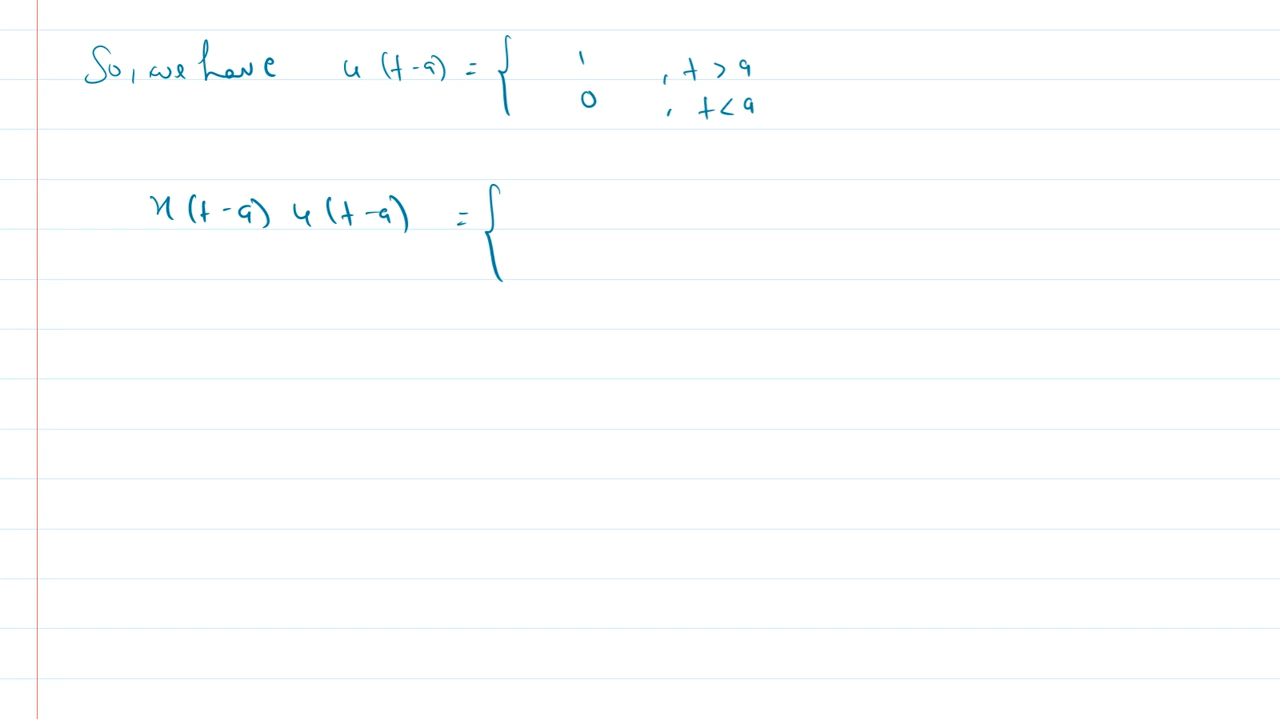 So, we have u(t-a) = { 1 , t > a
0 , t < a
x(t-a) u(t-a) = {